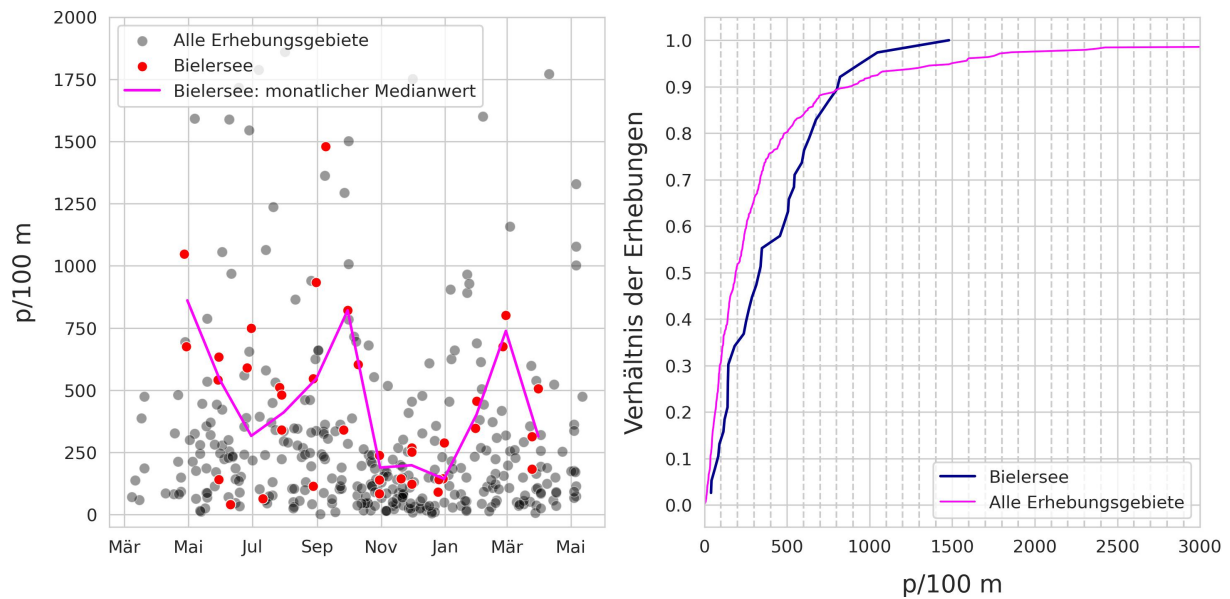 2000
1750
1500
1250
1000
750
500
250
0
p/100 m
Alle Erhebungsgebiete
Bielersee
Bielersee: monatlicher Medianwert
Mär Mai Jul Sep Nov Jan Mär Mai
1.0
0.9
0.8
0.7
0.6
0.5
0.4
0.3
0.2
0.1
0.0
Verhältnis der Erhebungen
Bielersee
Alle Erhebungsgebiete
0 500 1000 1500 2000 2500 3000
p/100 m